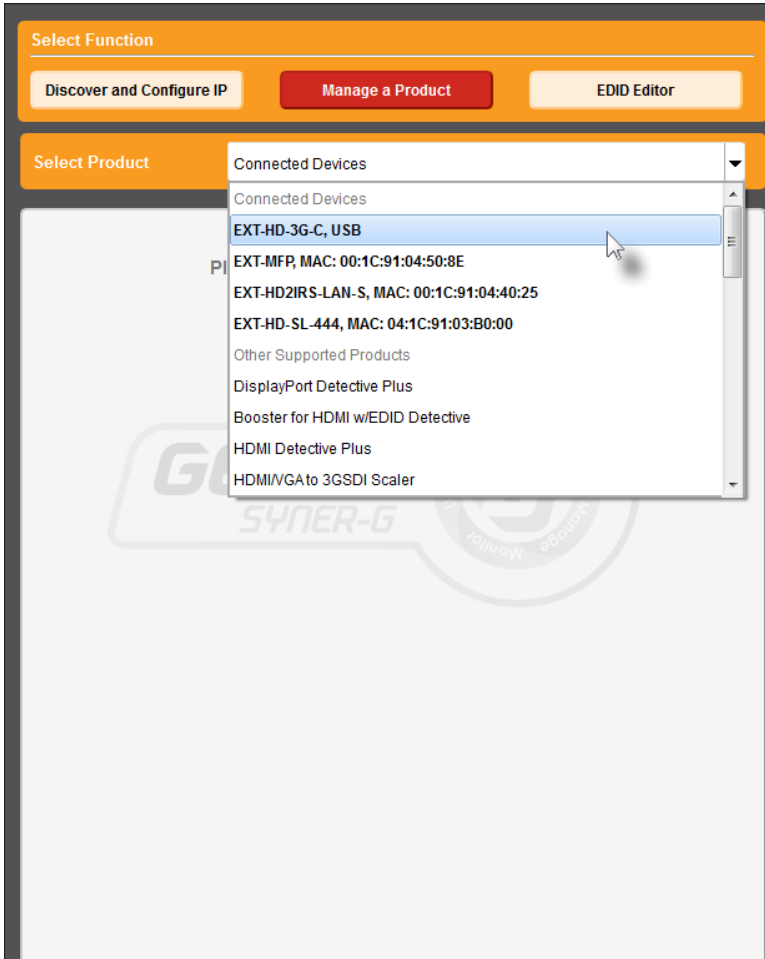 Select Function
Discover and Configure IP
Manage a Product
EDID Editor
Select Product
Connected Devices
Connected Devices
EXT-HD-3G-C, USB
EXT-MFP, MAC: 00:1C:91:04:50:8E
EXT-HD2IRS-LAN-S, MAC: 00:1C:91:04:40:25
EXT-HD-SL-444, MAC: 04:1C:91:03:B0:00
Other Supported Products
DisplayPort Detective Plus
Booster for HDMI w/EDID Detective
HDMI Detective Plus
HDMI/VGA to 3GSDI Scaler
SYNER-G
Monitor
Manage